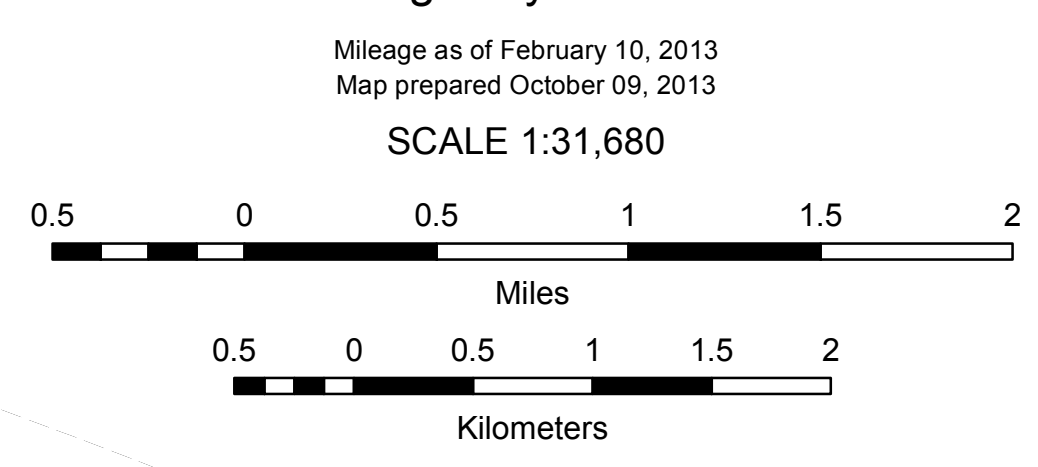 Mileage as of February 10, 2013
Map prepared October 09, 2013
SCALE 1:31,680
0.5 0 0.5 1 1.5 2
Miles
0.5 0 0.5 1 1.5 2
Kilometers